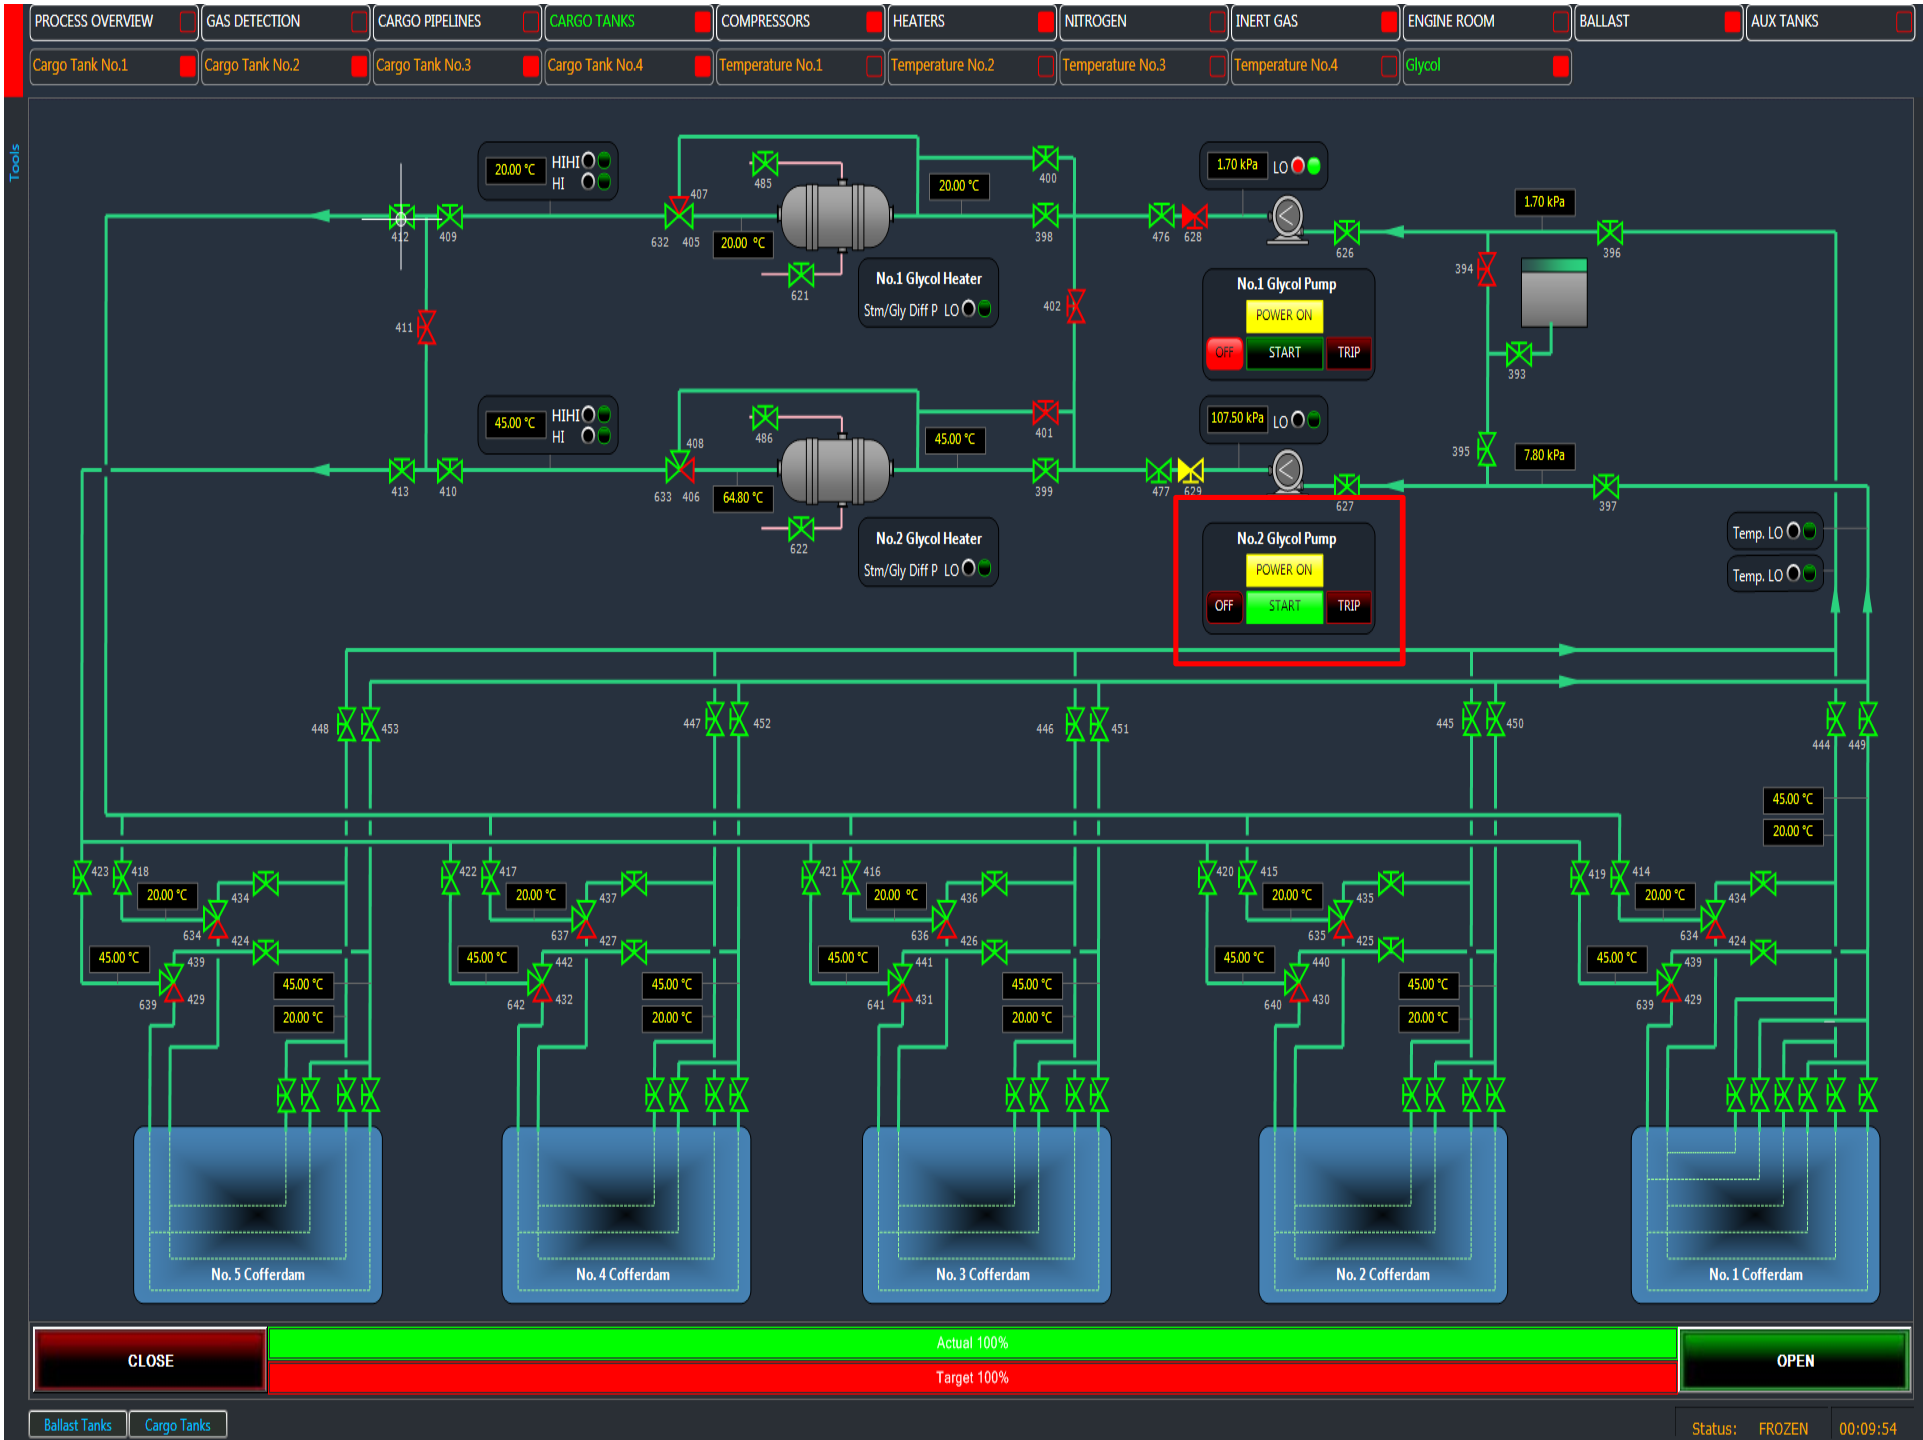 PROCESS OVERVIEW GAS DETECTION CARGO PIPELINES CARGO TANKS COMPRESSORS HEATERS NITROGEN INERT GAS ENGINE ROOM BALLAST AUX TANKS
Cargo Tank No.1 Cargo Tank No.2 Cargo Tank No.3 Cargo Tank No.4 Temperature No.1 Temperature No.2 Temperature No.3 Temperature No.4 Glycol
Tools
20.00 °C HIHI
HI
485
407
20.00 °C
400
1.70 kPa LO
1.70 kPa
412 409 632 405 20.00 °C 398 476 628 626 396
621
No.1 Glycol Heater
Stm/Gly Diff P LO
394
402
411
No.1 Glycol Pump
POWER ON
OFF START TRIP
393
45.00 °C HIHI
HI
486
408
45.00 °C
401
107.50 kPa LO
395
7.80 kPa
413 410 633 406 64.80 °C 399 477 629 627 397
622
No.2 Glycol Heater
Stm/Gly Diff P LO
No.2 Glycol Pump
POWER ON
OFF START TRIP
Temp. LO
Temp. LO
448 453 447 452 446 451 445 450 444 449
45.00 °C
20.00 °C
423 418 422 417 421 416 420 415 419 414
20.00 °C 434 20.00 °C 437 20.00 °C 436 20.00 °C 435 20.00 °C 434
634 424 637 427 636 426 635 425 634 424
45.00 °C 439 45.00 °C 442 45.00 °C 441 45.00 °C 440 45.00 °C 439
639 429 642 432 641 431 640 430 639 429
45.00 °C 45.00 °C 45.00 °C 45.00 °C
20.00 °C 20.00 °C 20.00 °C 20.00 °C
No. 5 Cofferdam No. 4 Cofferdam No. 3 Cofferdam No. 2 Cofferdam No. 1 Cofferdam
CLOSE
Actual 100%
Target 100%
OPEN
Ballast Tanks Cargo Tanks
Status: FROZEN 00:09:54